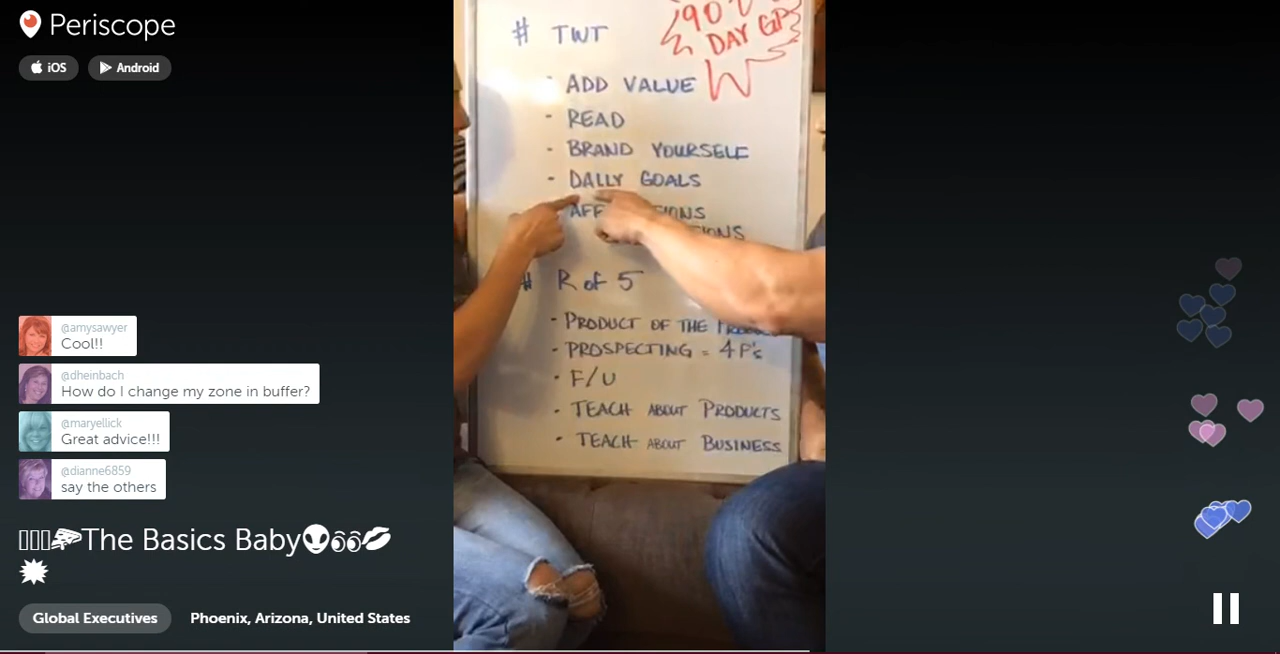 Periscope
iOS
Android
# TWT
90
DAY GP
- ADD VALUE
- READ
- BRAND YOURSELF
- DAILY GOALS
# R of 5
- PRODUCT OF THE
- PROSPECTING = 4 P's
- F/U
- TEACH ABOUT PRODUCTS
- TEACH ABOUT BUSINESS
@amysawyer
Cool!!
@dheinbach
How do I change my zone in buffer?
@maryellick
Great advice!!!
@dianne6859
say the others
The Basics Baby
Global Executives
Phoenix, Arizona, United States